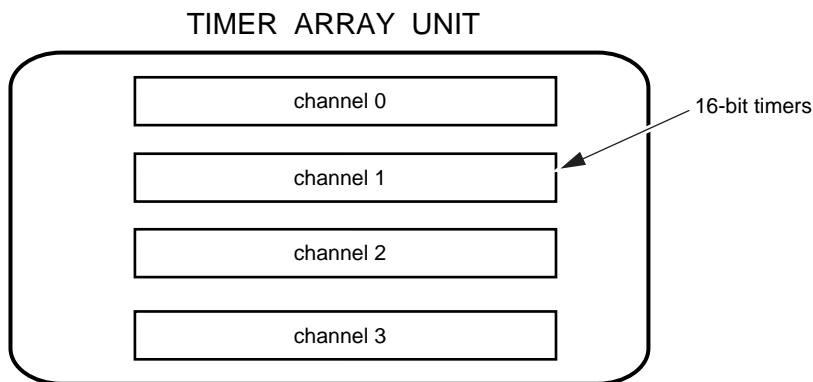 TIMER ARRAY UNIT
channel 0
16-bit timers
channel 1
channel 2
channel 3